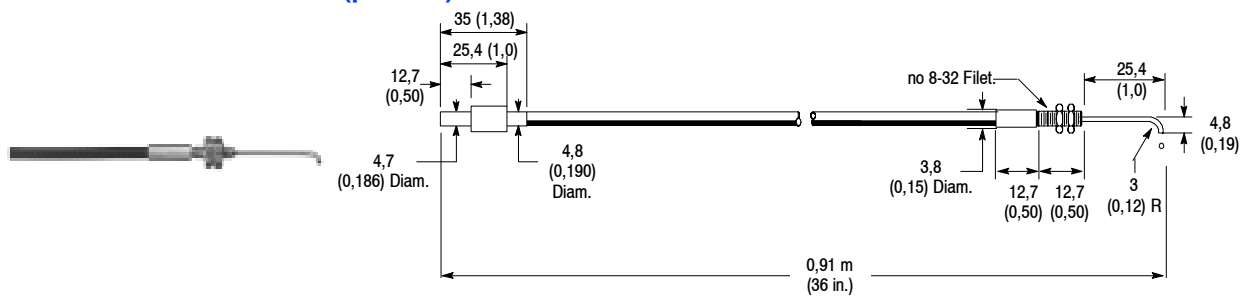 35 (1,38)
25,4 (1,0)
12,7
(0,50)
no 8-32 Filet.
25,4
(1,0)
4,7
(0,186) Diam.
4,8
(0,190)
Diam.
3,8
(0,15) Diam.
12,7
(0,50)
12,7
(0,50)
3
(0,12) R
4,8
(0,19)
0,91 m
(36 in.)